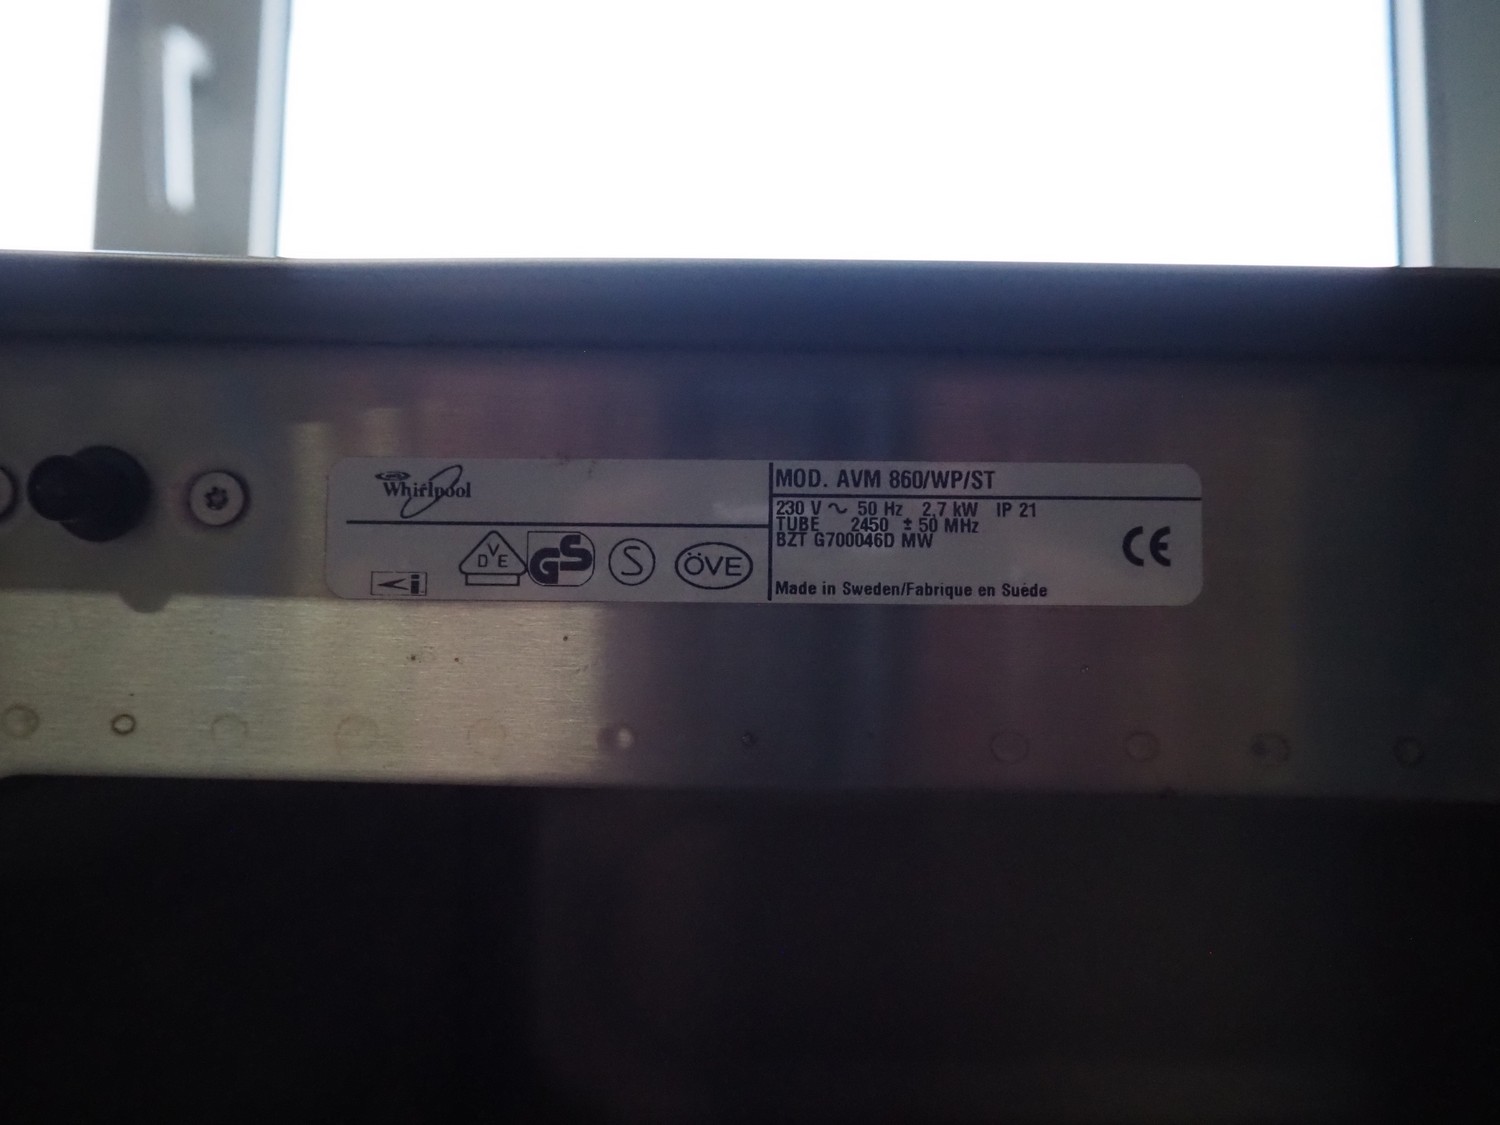 Whirlpool
VDE
GS
S
ÖVE
<i.
MOD. AVM 860/WP/ST
230 V ~ 50 Hz 2,7 kW IP 21
TUBE 2450 ± 50 MHz
BZT G700046D MW
CE
Made in Sweden/Fabrique en Suéde